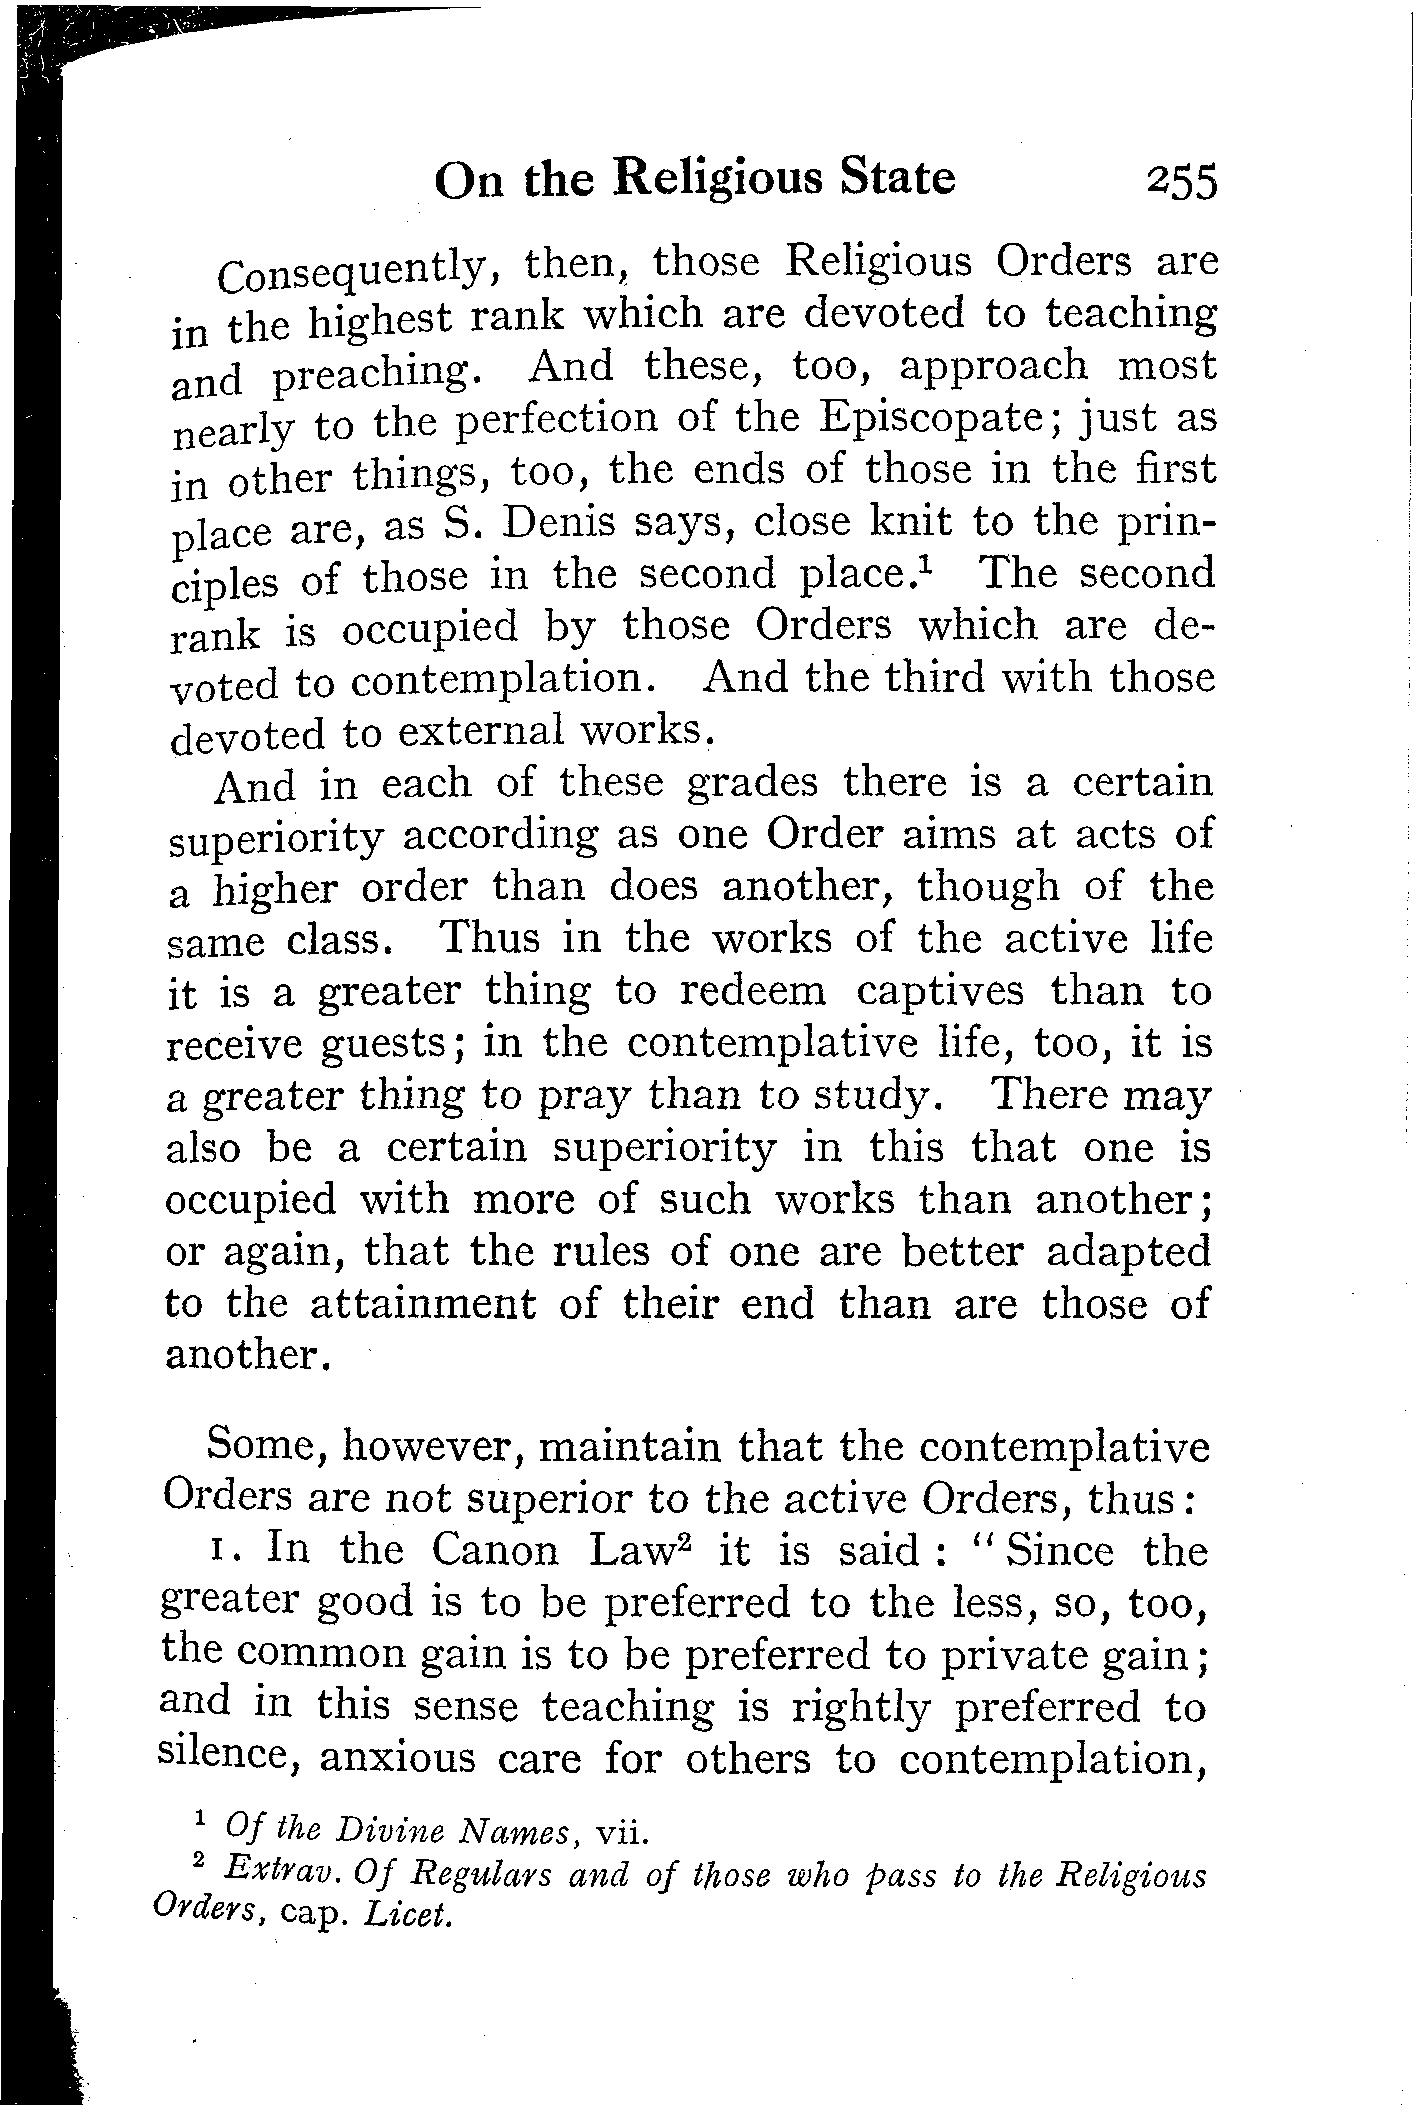 On the Religious State 255
Consequently, then, those Religious Orders are
in the highest rank which are devoted to teaching
and preaching. And these, too, approach most
nearly to the perfection of the Episcopate; just as
in other things, too, the ends of those in the first
place are, as S. Denis says, close knit to the prin-
ciples of those in the second place.¹ The second
rank is occupied by those Orders which are de-
voted to contemplation. And the third with those
devoted to external works.
And in each of these grades there is a certain
superiority according as one Order aims at acts of
a higher order than does another, though of the
same class. Thus in the works of the active life
it is a greater thing to redeem captives than to
receive guests; in the contemplative life, too, it is
a greater thing to pray than to study. There may
also be a certain superiority in this that one is
occupied with more of such works than another;
or again, that the rules of one are better adapted
to the attainment of their end than are those of
another.
Some, however, maintain that the contemplative
Orders are not superior to the active Orders, thus:
1. In the Canon Law² it is said: "Since the
greater good is to be preferred to the less, so, too,
the common gain is to be preferred to private gain;
and in this sense teaching is rightly preferred to
silence, anxious care for others to contemplation,
¹ Of the Divine Names, vii.
² Extrav. Of Regulars and of those who pass to the Religious
Orders, cap. Licet.